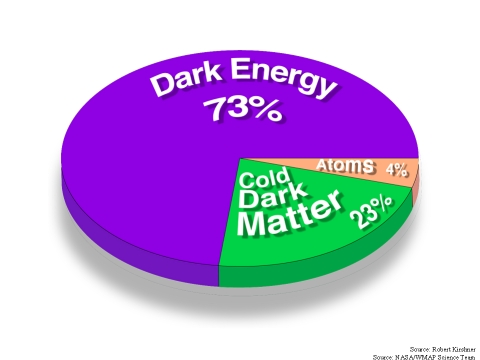 Dark Energy
73%
Atoms 4%
Cold
Dark
Matter
23%
Source: Robert Kirshner
Source: NASA/WMAP Science Team